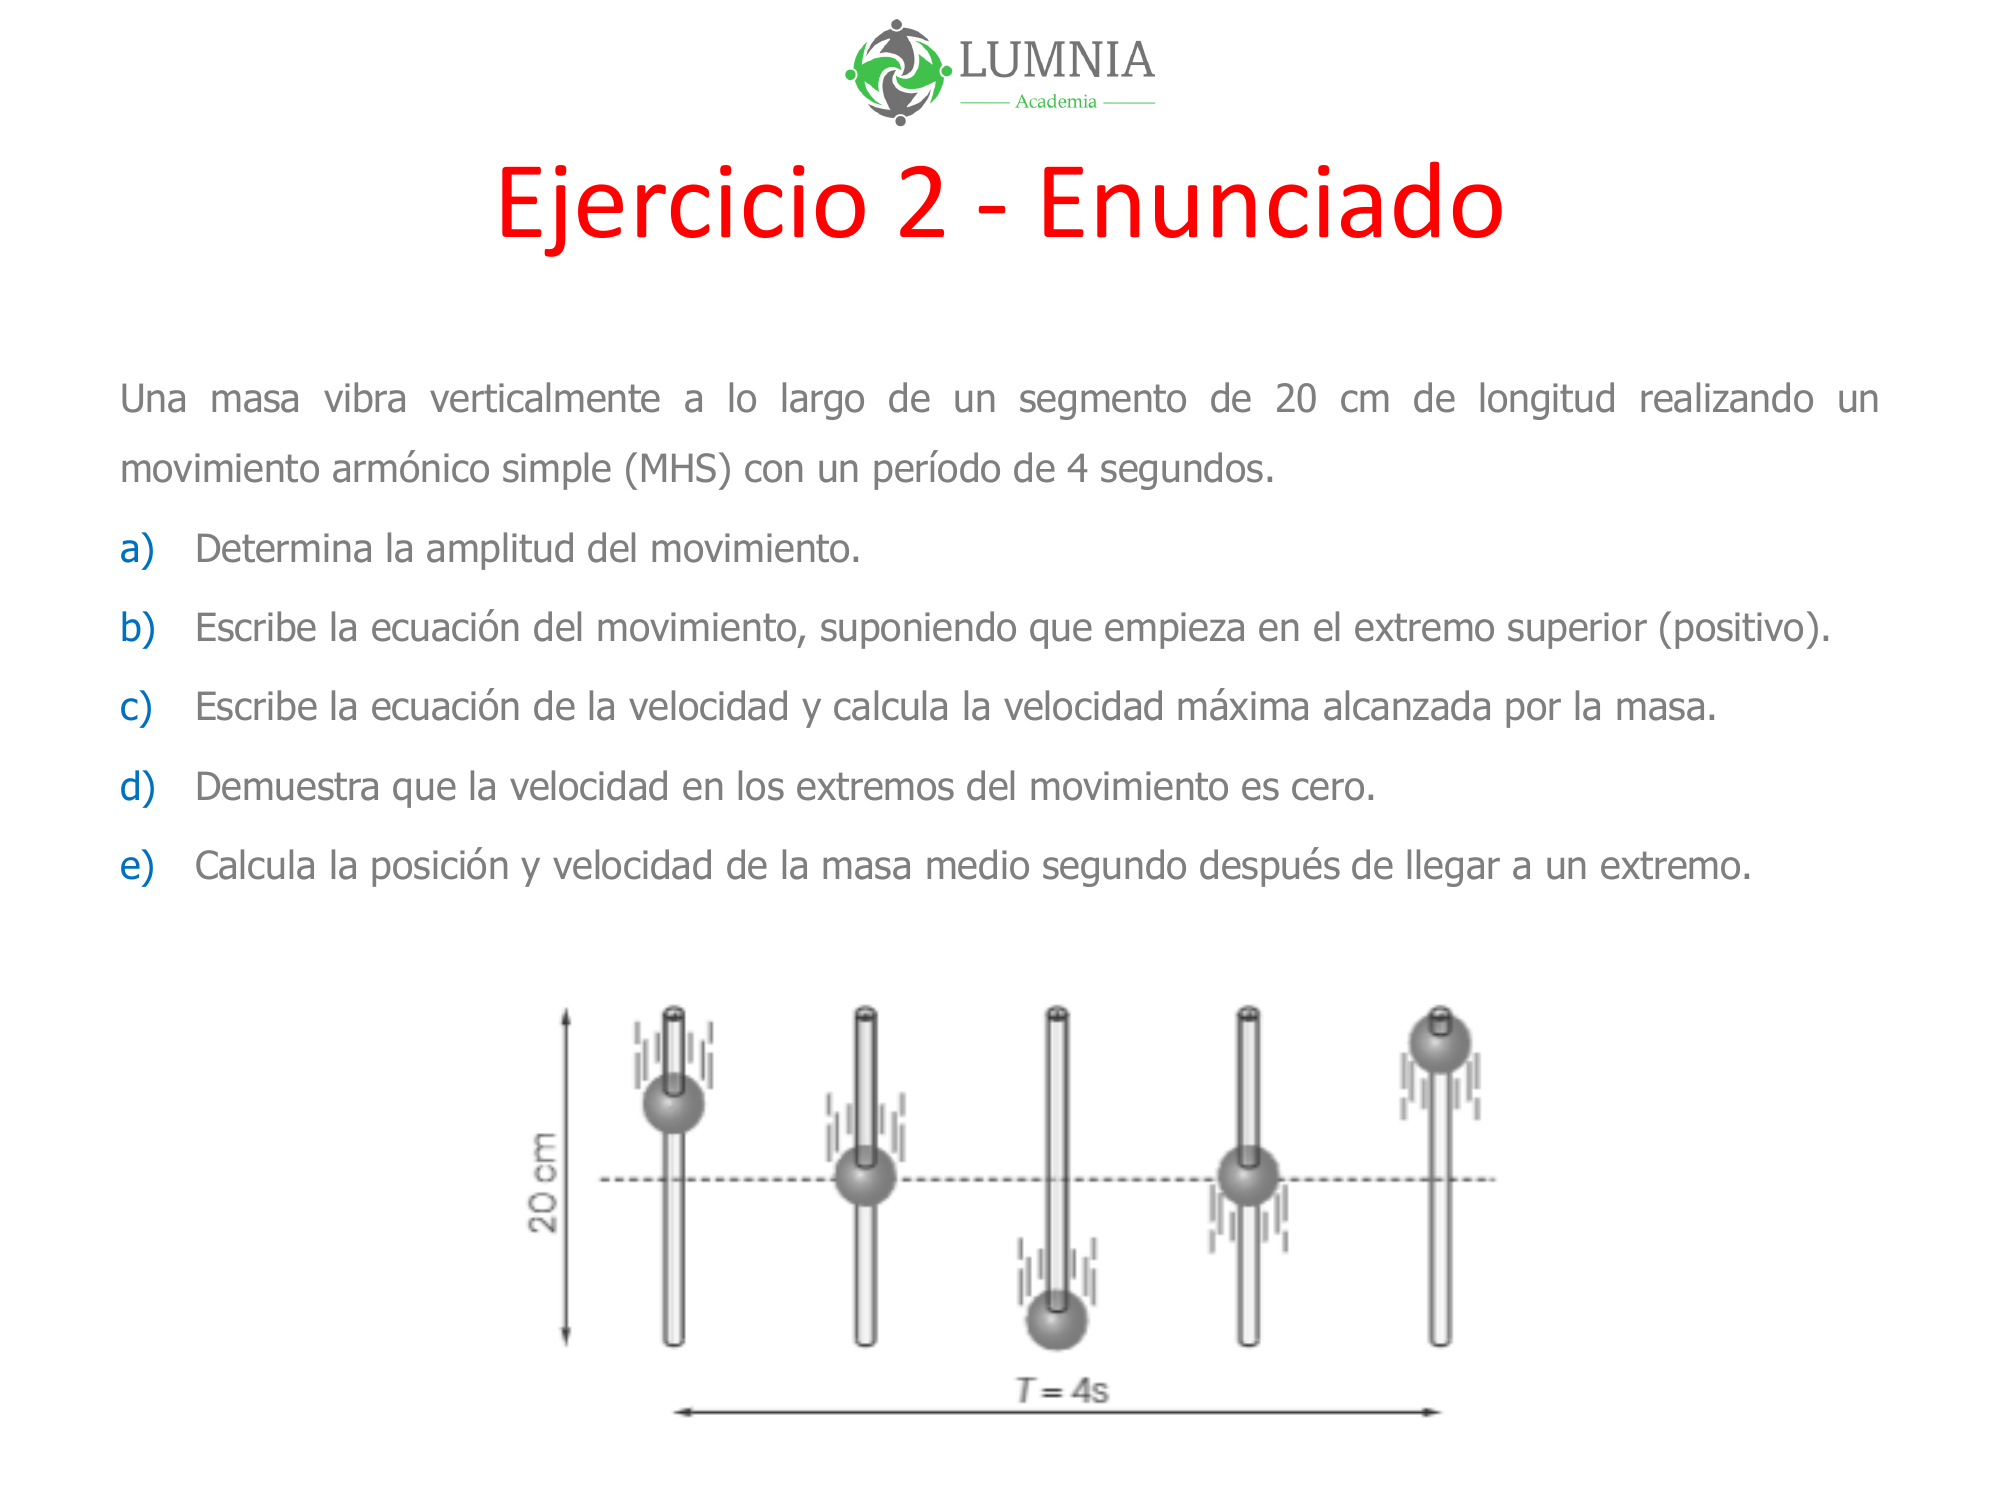 LUMNIA
Academia
Ejercicio 2 - Enunciado
Una masa vibra verticalmente a lo largo de un segmento de 20 cm de longitud realizando un
movimiento armónico simple (MHS) con un período de 4 segundos.
a) Determina la amplitud del movimiento.
b) Escribe la ecuación del movimiento, suponiendo que empieza en el extremo superior (positivo).
c) Escribe la ecuación de la velocidad y calcula la velocidad máxima alcanzada por la masa.
d) Demuestra que la velocidad en los extremos del movimiento es cero.
e) Calcula la posición y velocidad de la masa medio segundo después de llegar a un extremo.
20 cm
T = 4s